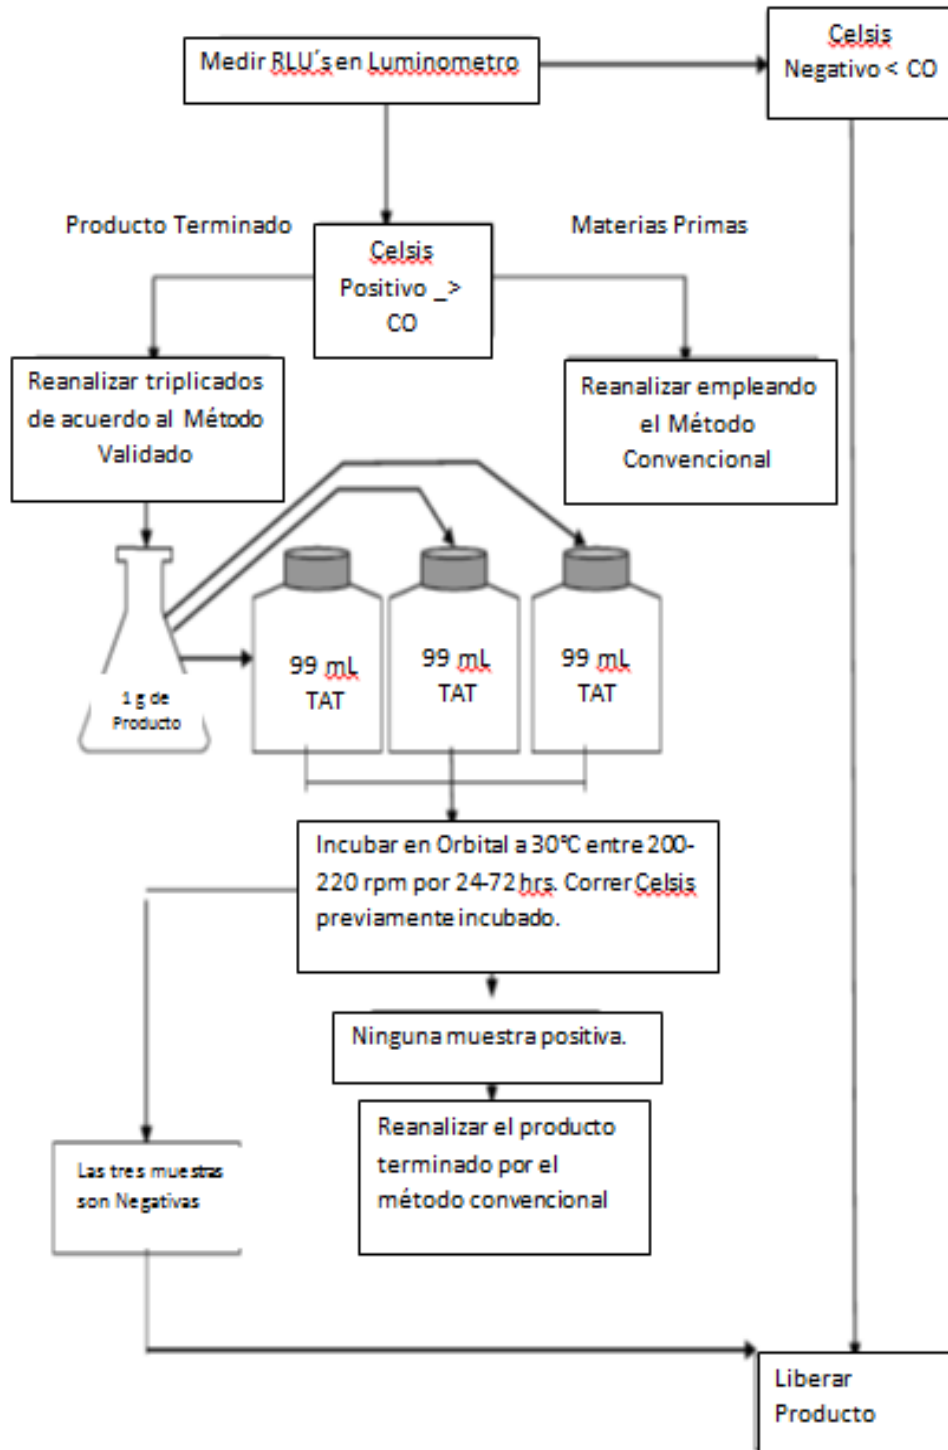 Medir RLU´s en Luminometro
Celsis
Negativo < CO
Producto Terminado
Materias Primas
Celsis
Positivo _>
CO
Reanalizar triplicados
de acuerdo al Método
Validado
Reanalizar empleando
el Método
Convencional
1 g de
Producto
99 mL
TAT
99 mL
TAT
99 mL
TAT
Incubar en Orbital a 30°C entre 200-
220 rpm por 24-72 hrs. Correr Celsis
previamente incubado.
Ninguna muestra positiva.
Reanalizar el producto
terminado por el
método convencional
Las tres muestras
son Negativas
Liberar
Producto